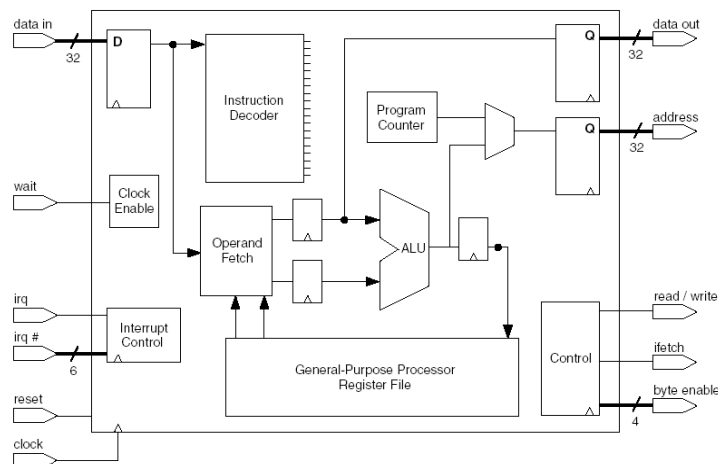 data in
32
D
Instruction
Decoder
Q
data out
32
Program
Counter
Q
address
32
wait
Clock
Enable
Operand
Fetch
ALU
irq
irq #
6
Interrupt
Control
General-Purpose Processor
Register File
Control
read / write
ifetch
byte enable
4
reset
clock